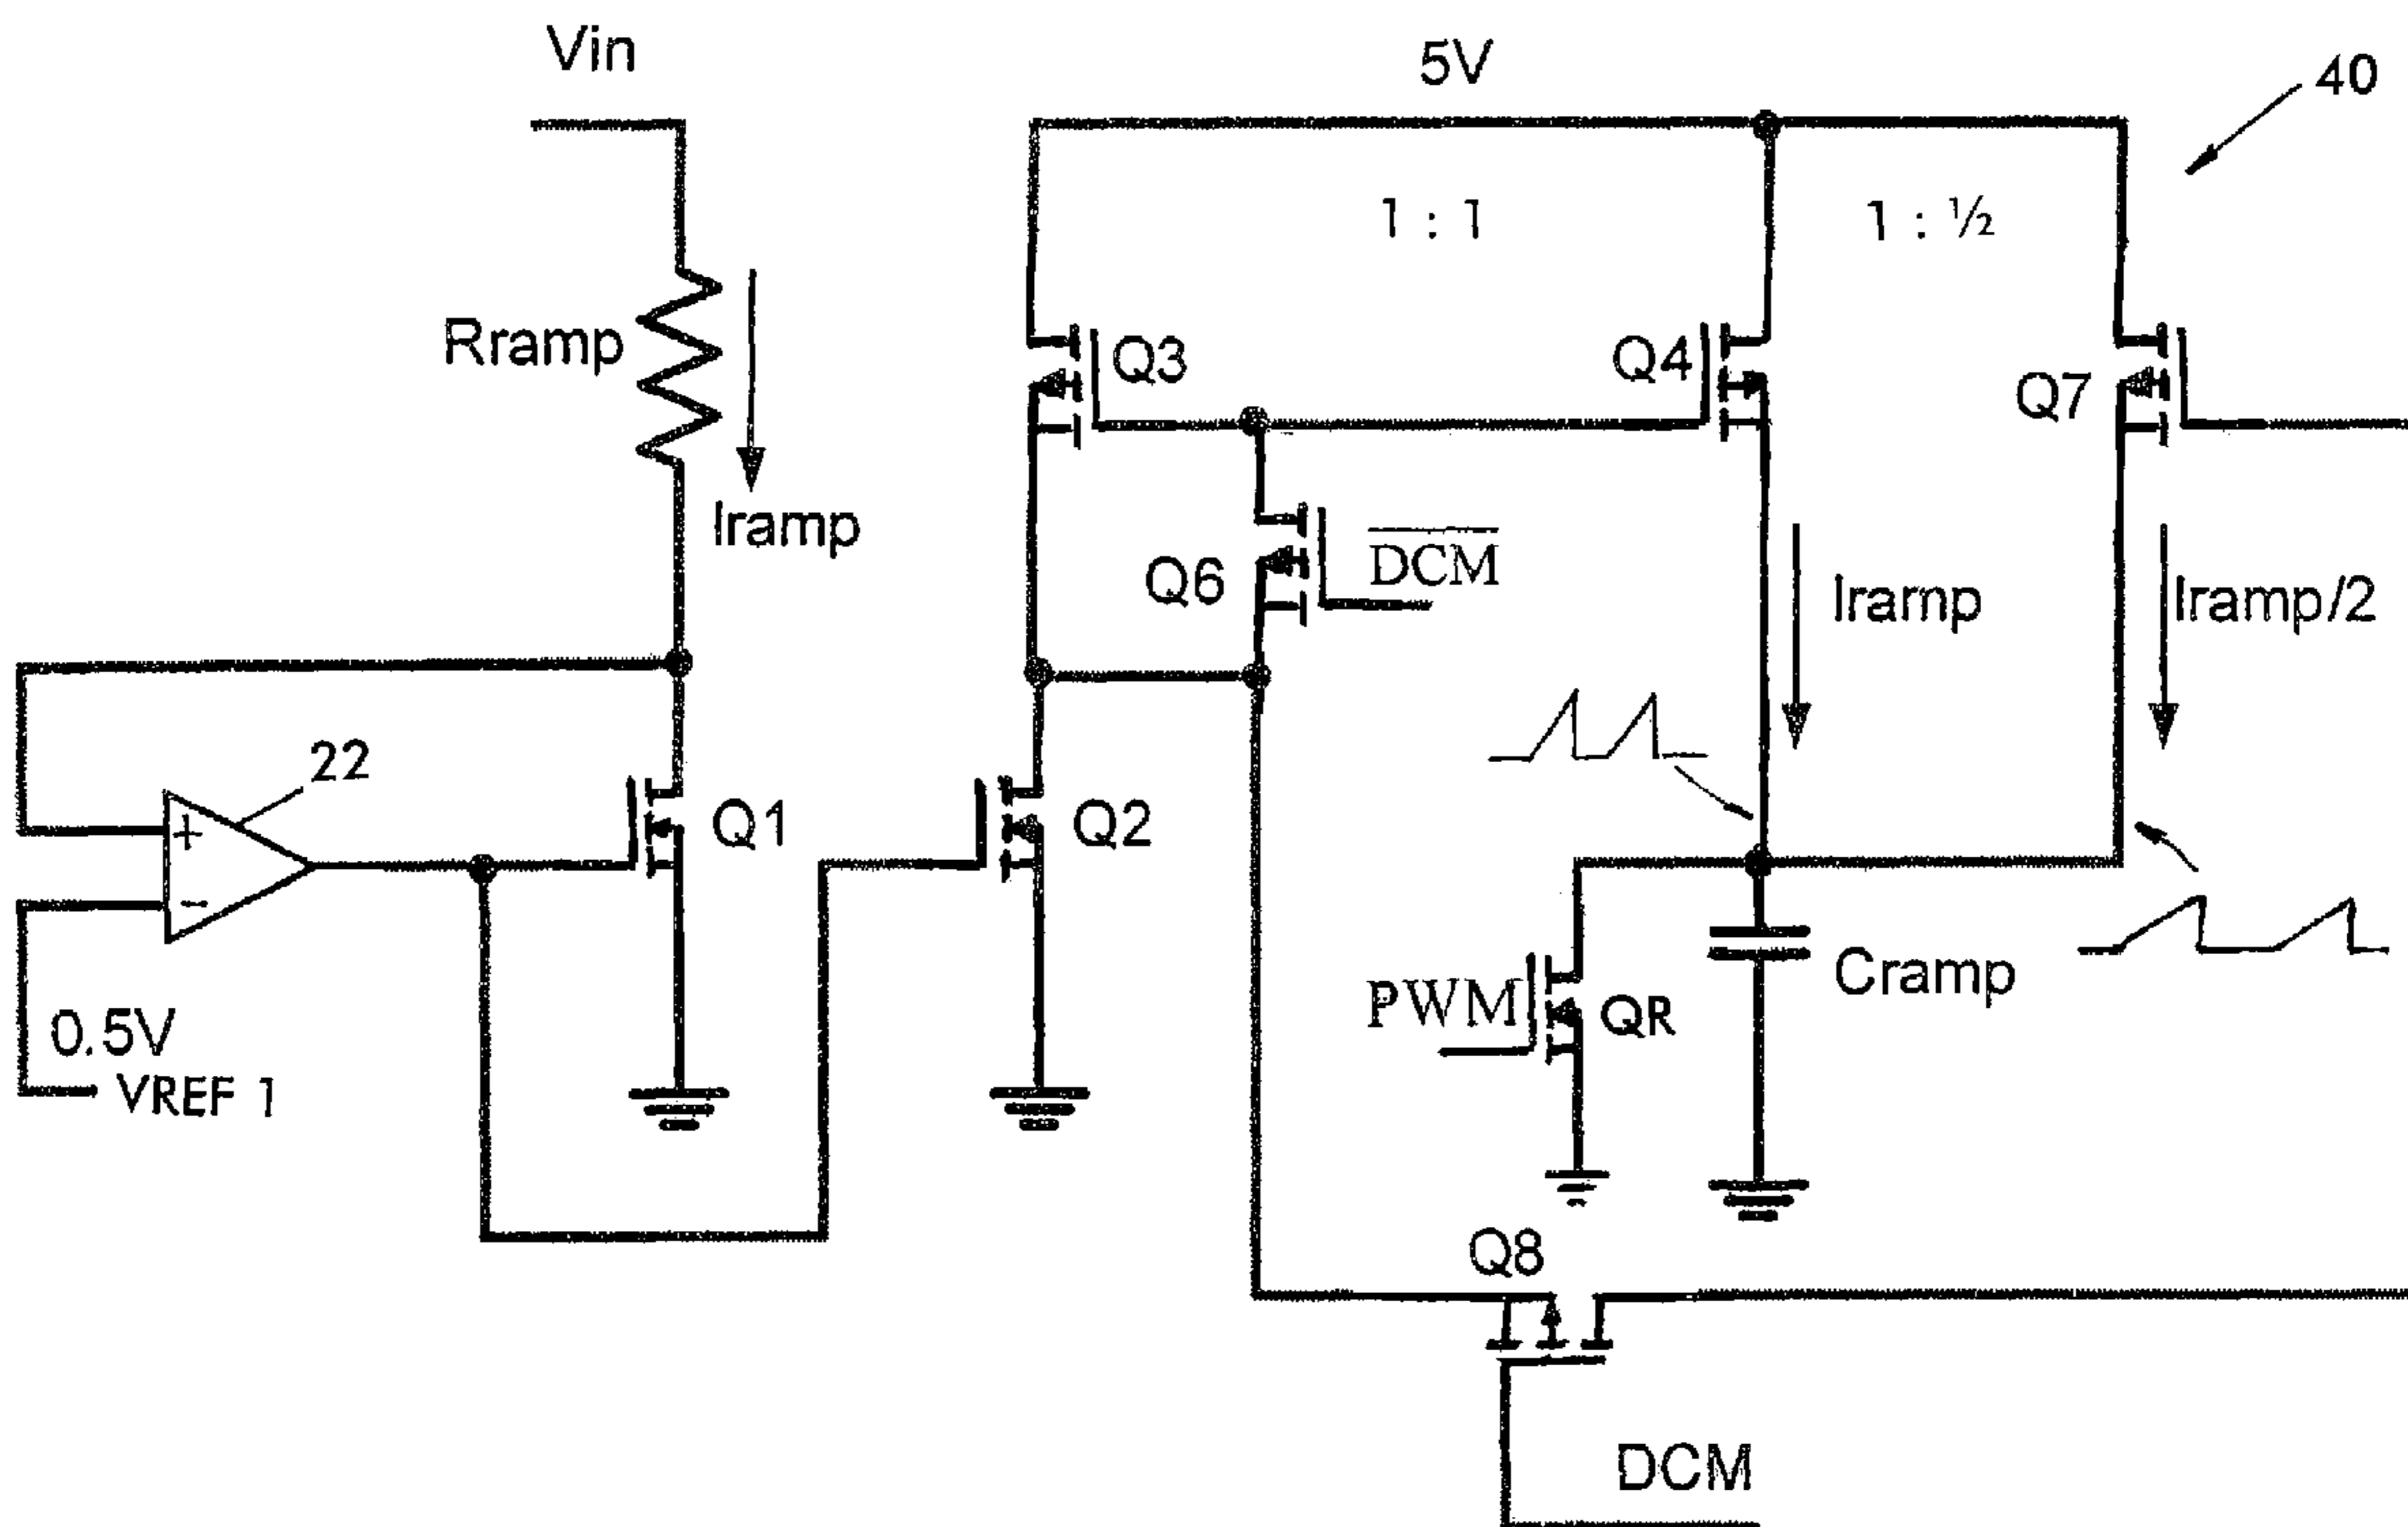 Vin
5V
40
1 : 1
1 : ½
Rramp
Q3
Q4
Q7
Iramp
Q6
D̅C̅M̅
Iramp
Iramp/2
22
+
-
Q1
Q2
0.5V
VREF 1
PWM
QR
Cramp
Q8
DCM